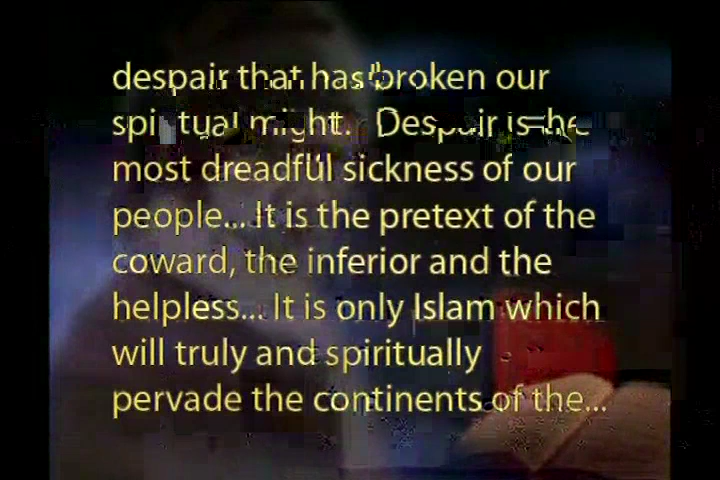 despair that has broken our
spiritual might. Despair is the
most dreadful sickness of our
people... It is the pretext of the
coward, the inferior and the
helpless... It is only Islam which
will truly and spiritually
pervade the continents of the...